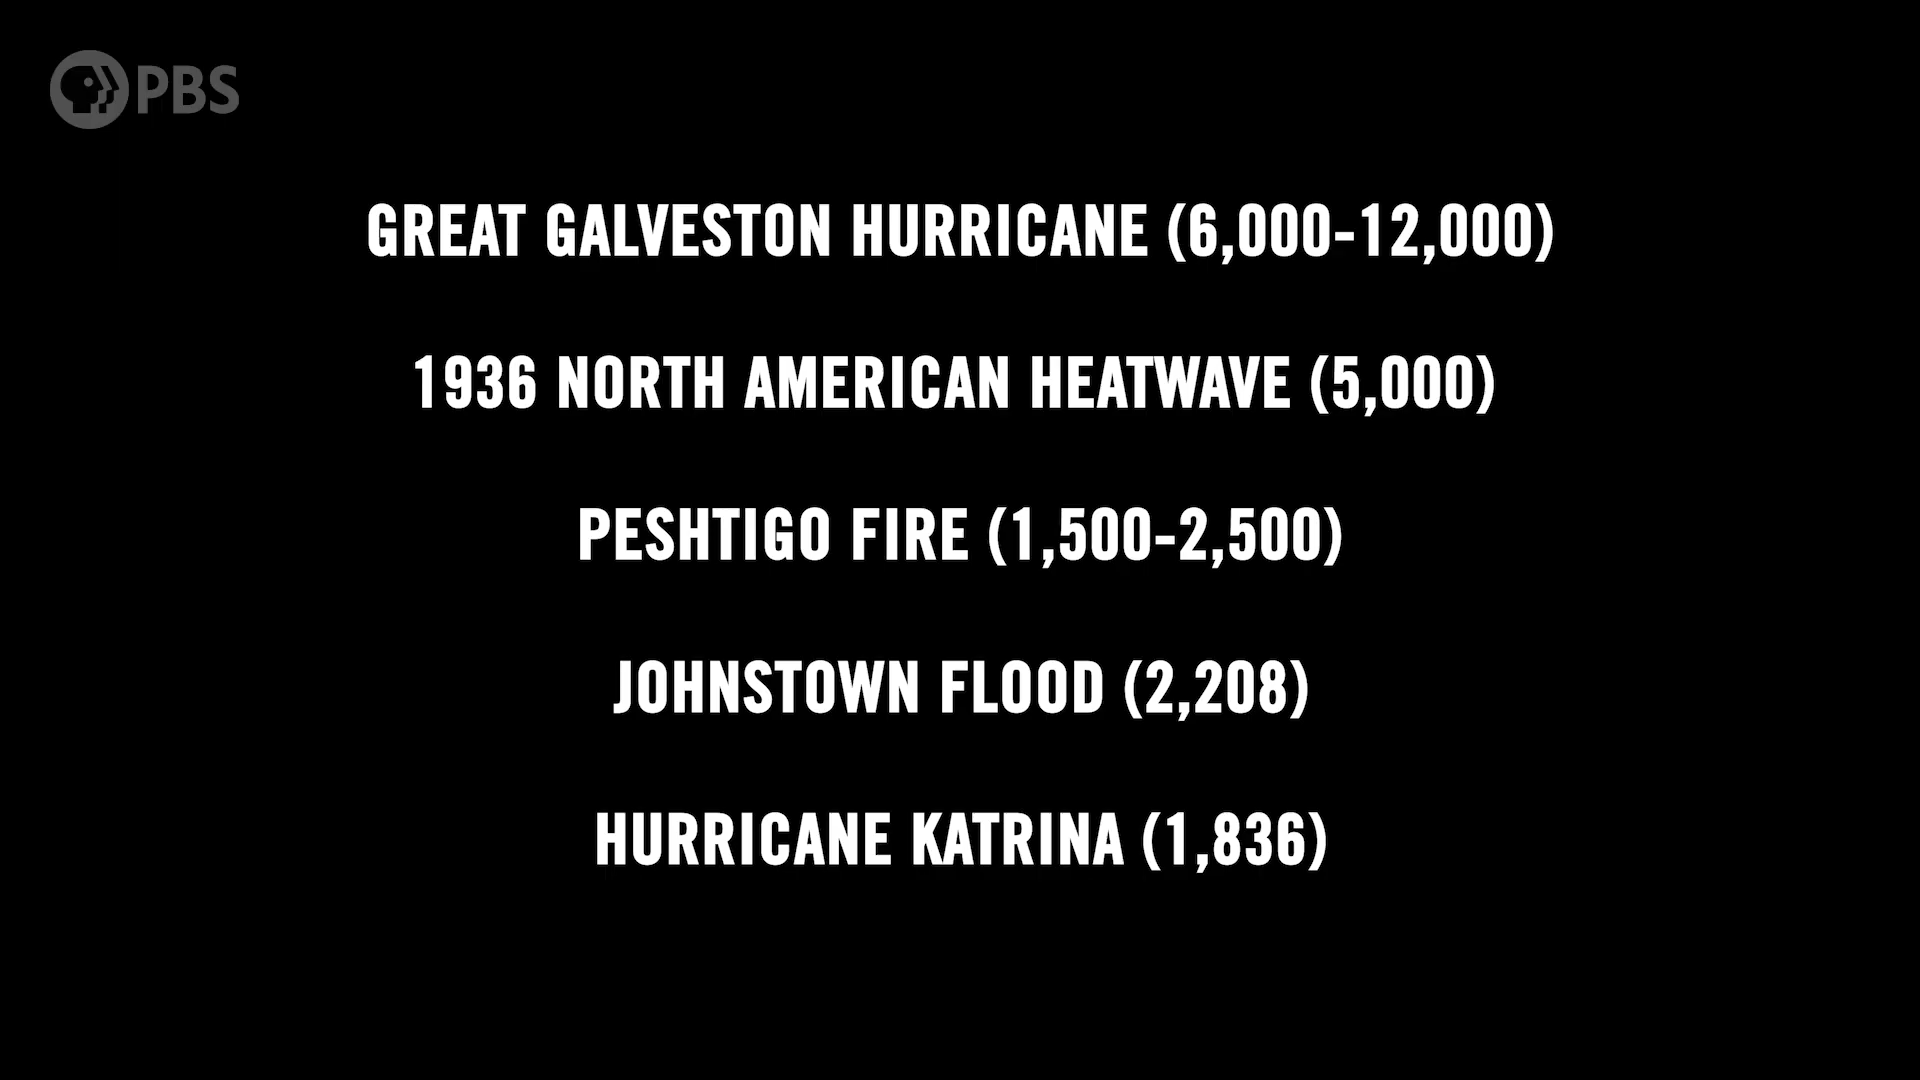 PBS
GREAT GALVESTON HURRICANE (6,000-12,000)
1936 NORTH AMERICAN HEATWAVE (5,000)
PESHTIGO FIRE (1,500-2,500)
JOHNSTOWN FLOOD (2,208)
HURRICANE KATRINA (1,836)